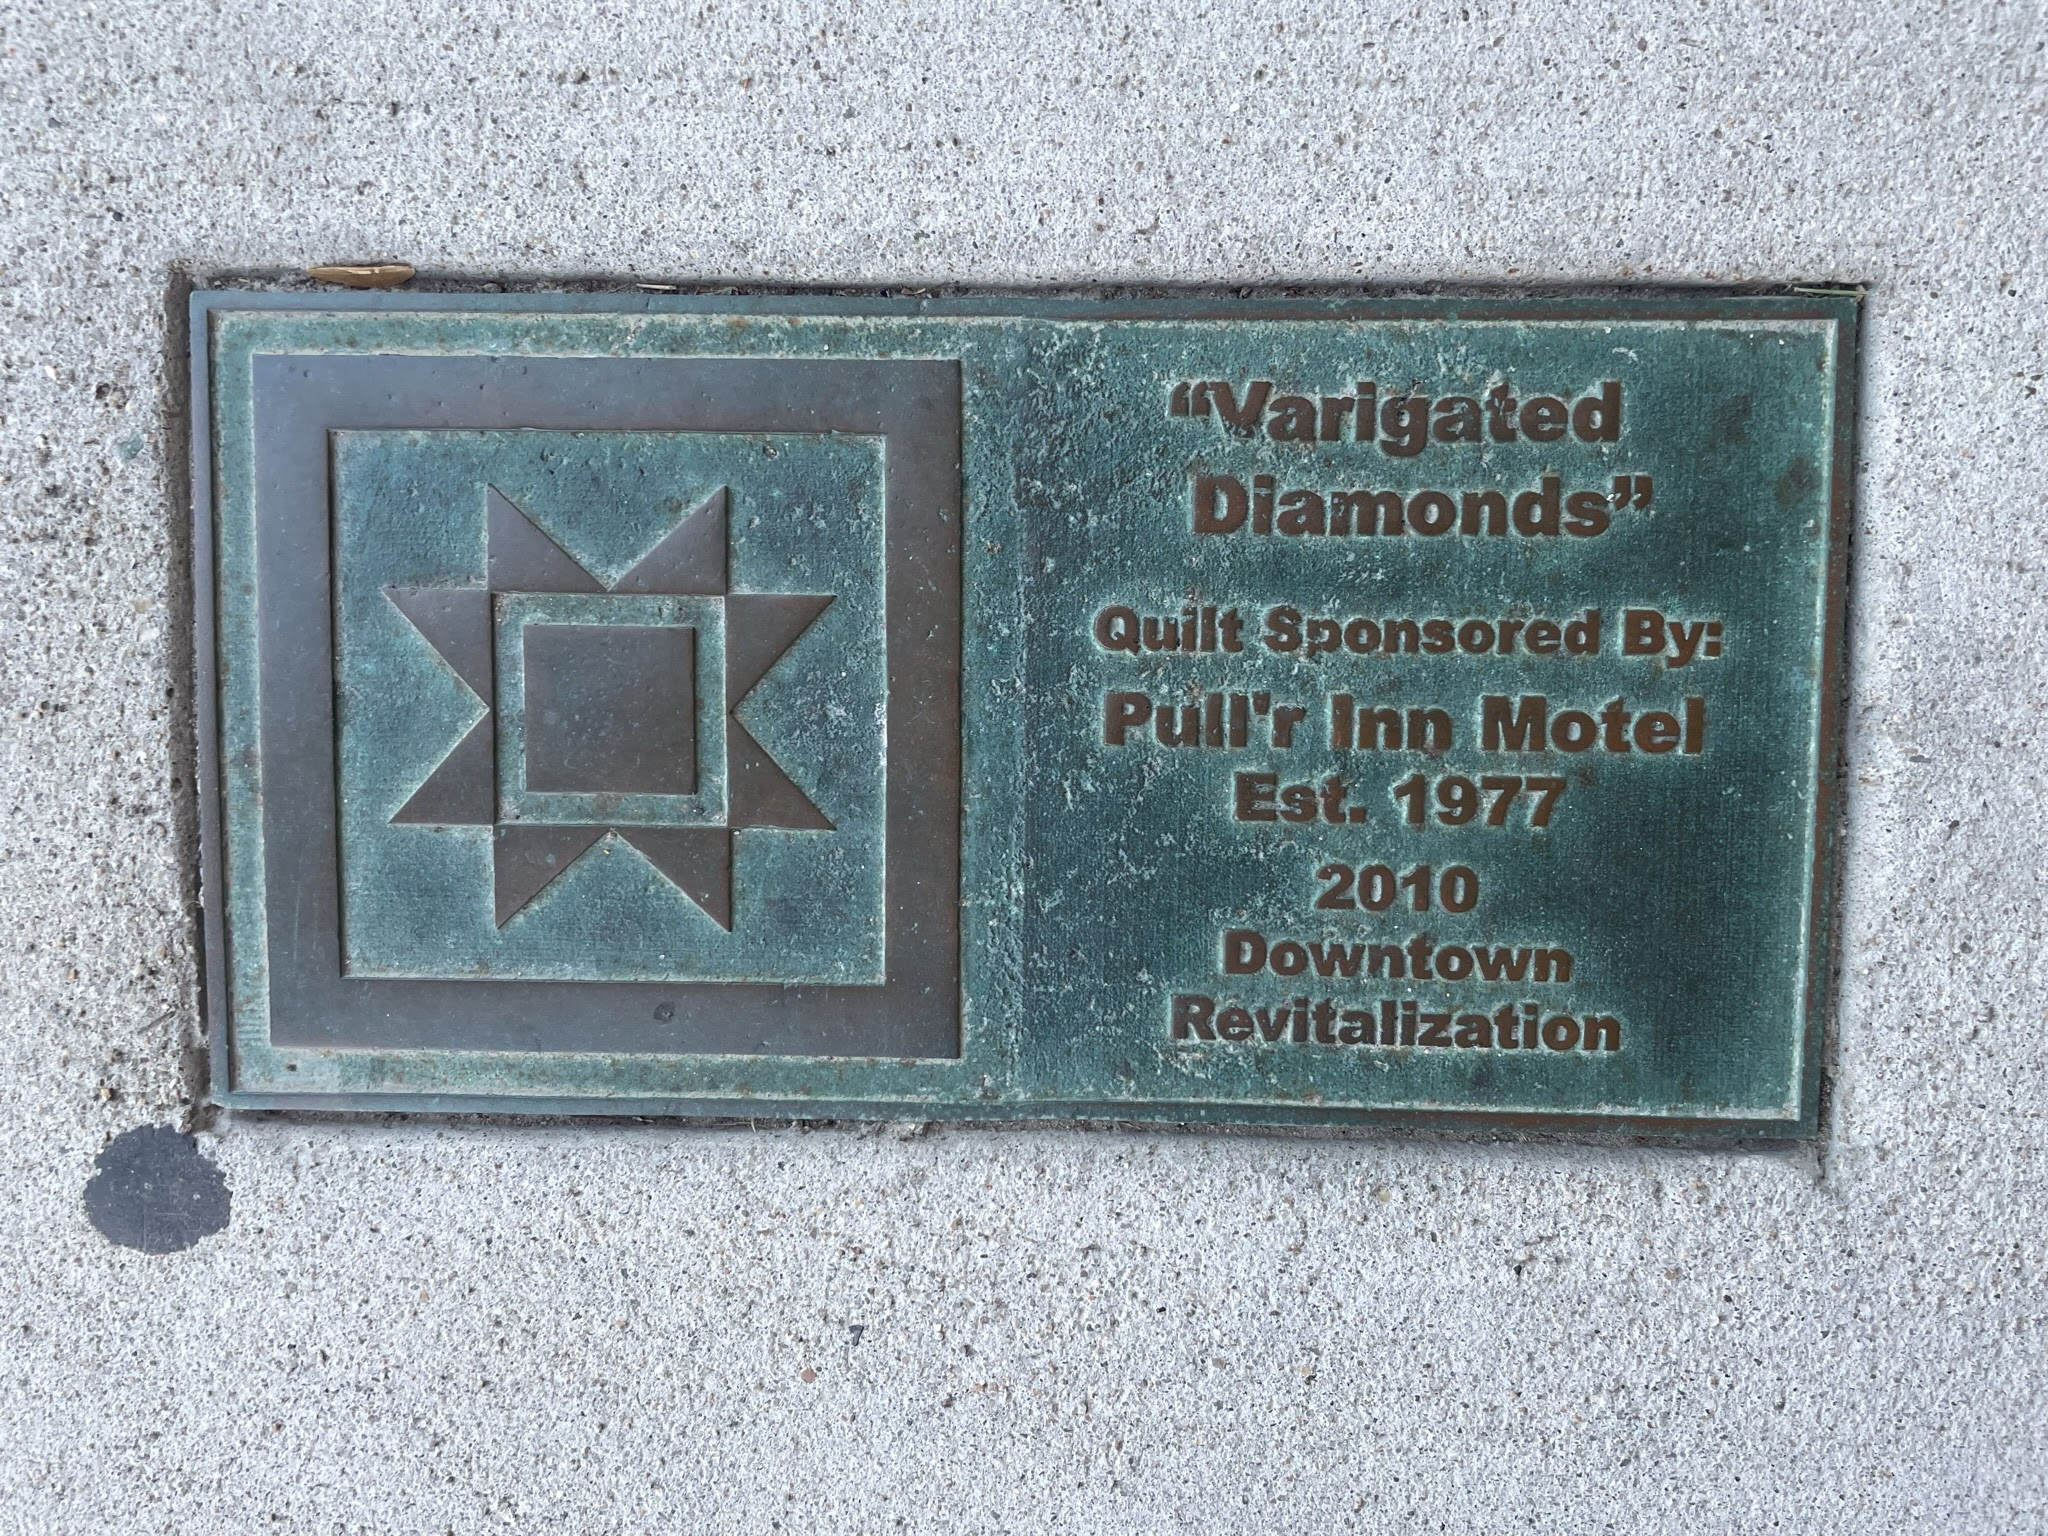 “Varigated
Diamonds”
Quilt Sponsored By:
Pull'r Inn Motel
Est. 1977
2010
Downtown
Revitalization